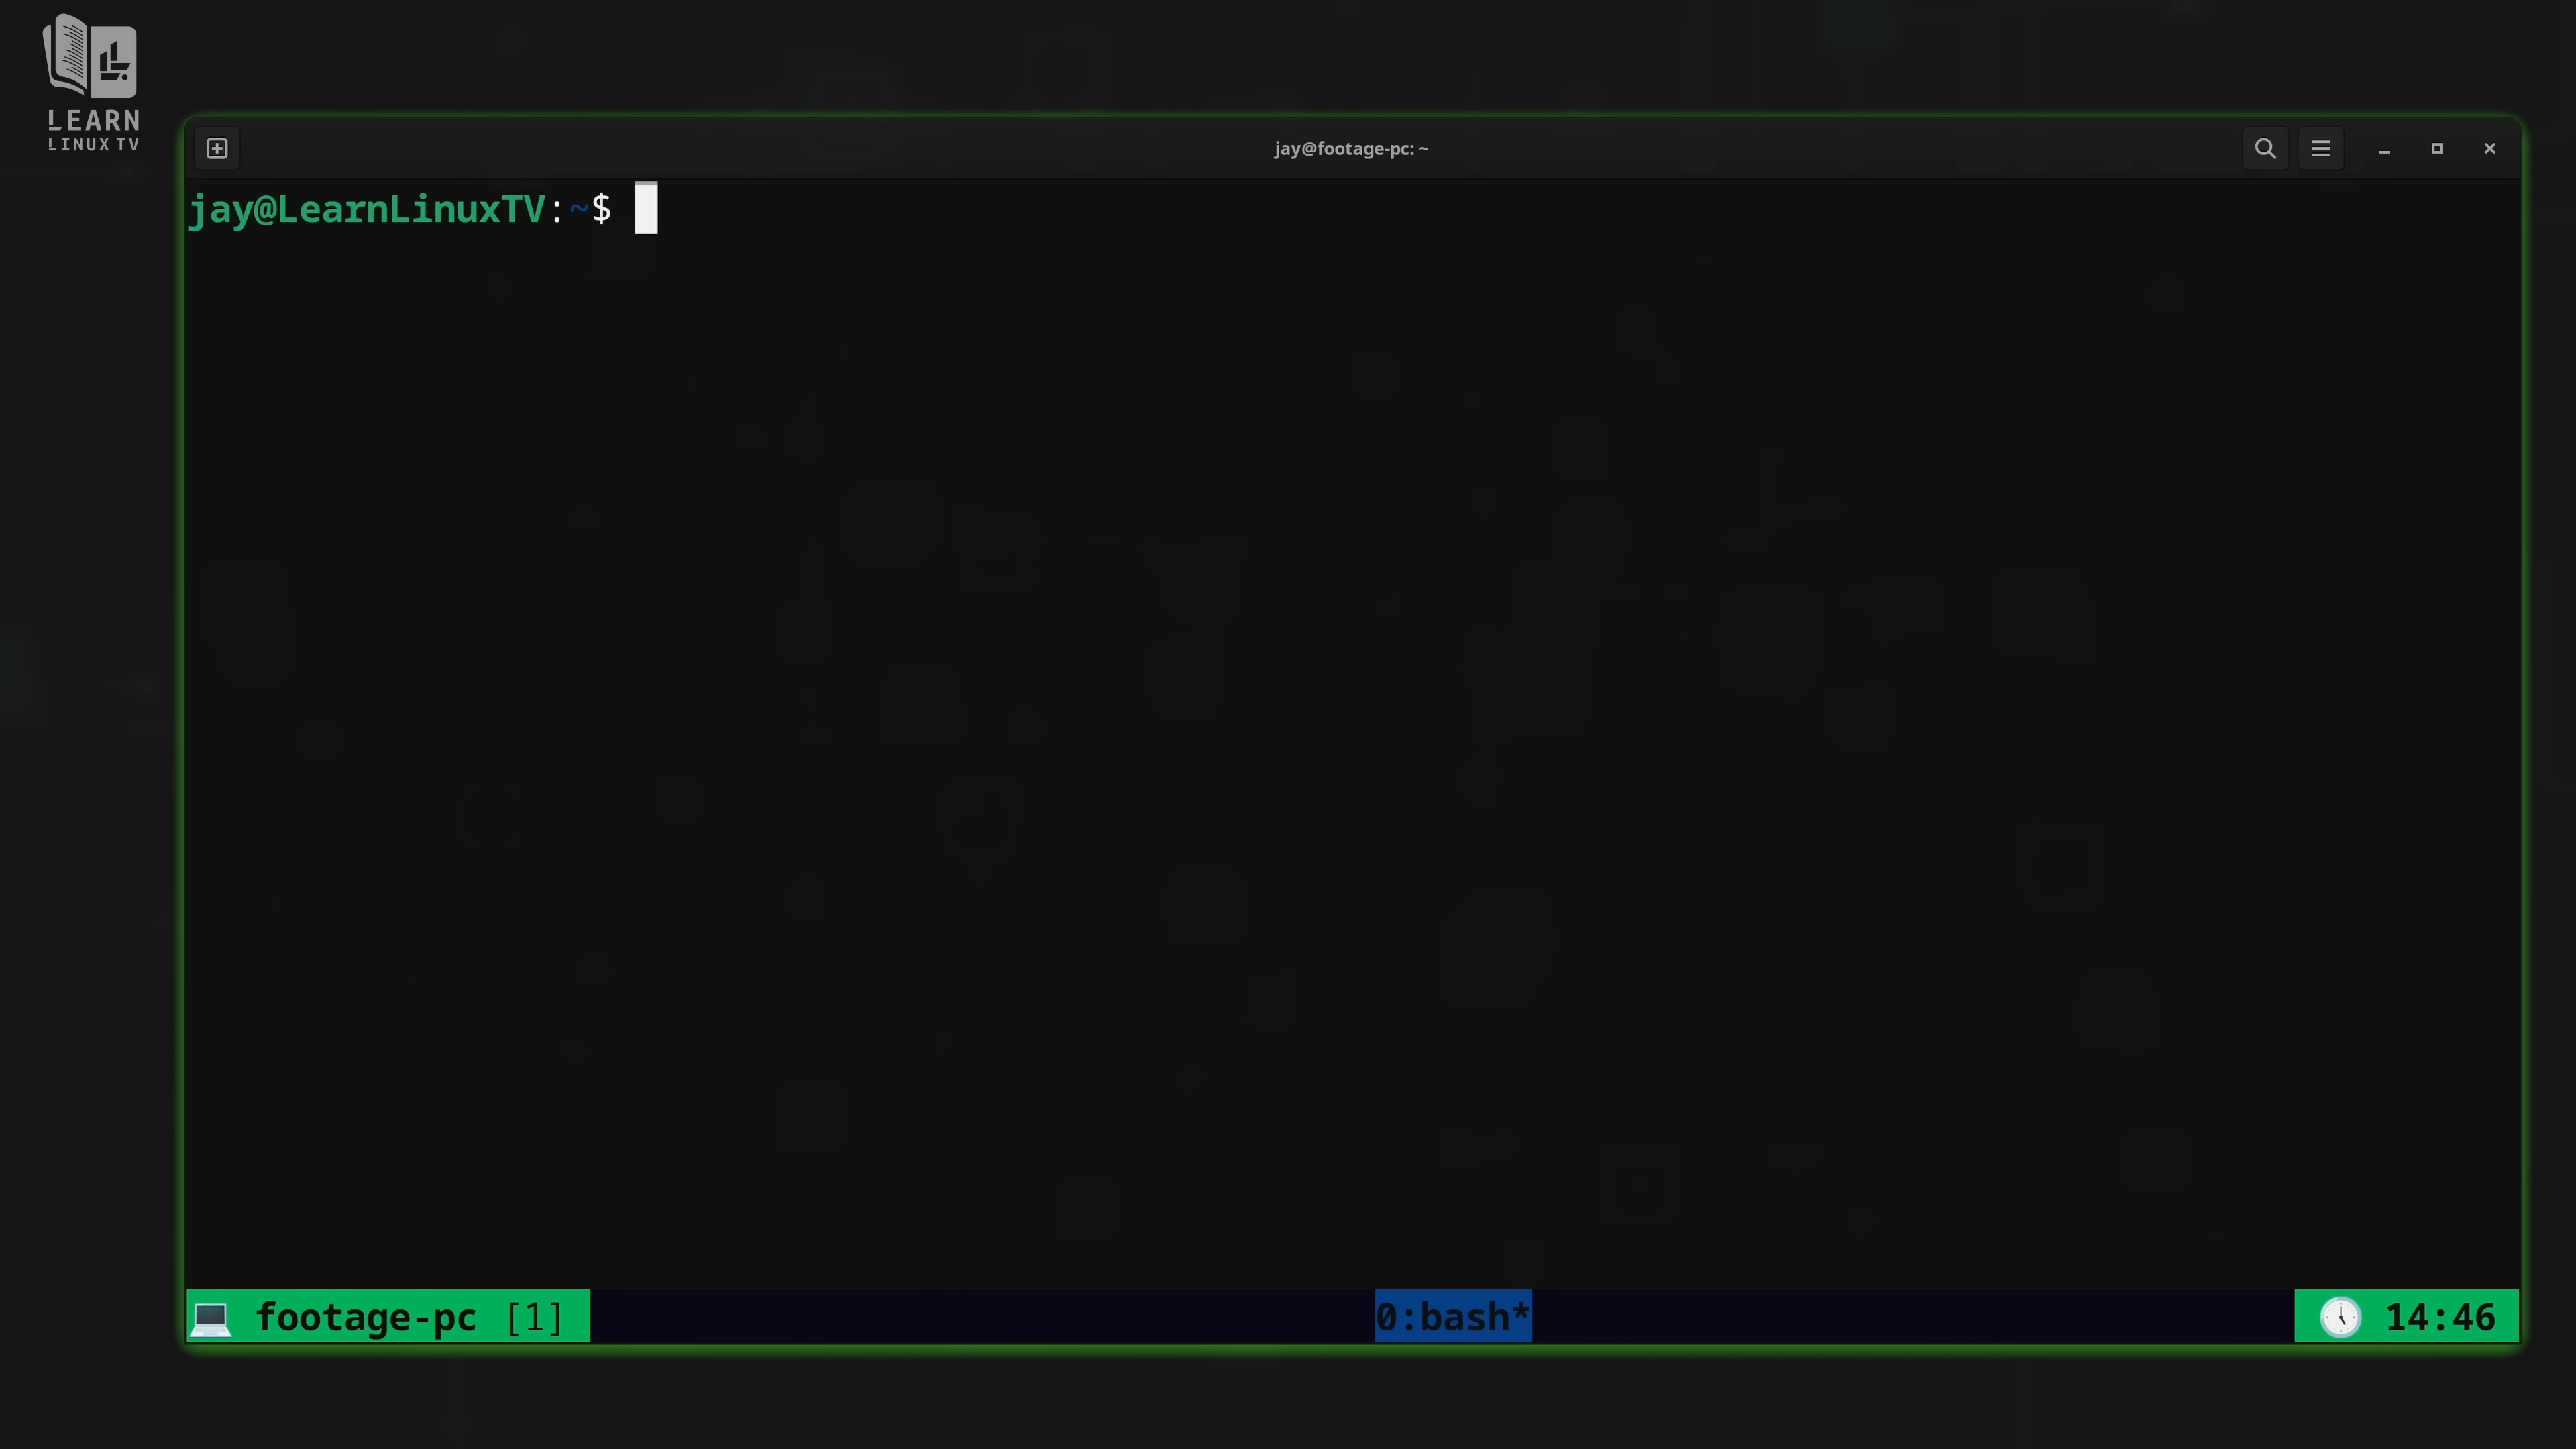 LEARN
LINUX TV
jay@footage-pc: ~
jay@LearnLinuxTV:~$
footage-pc [1]
0:bash*
14:46